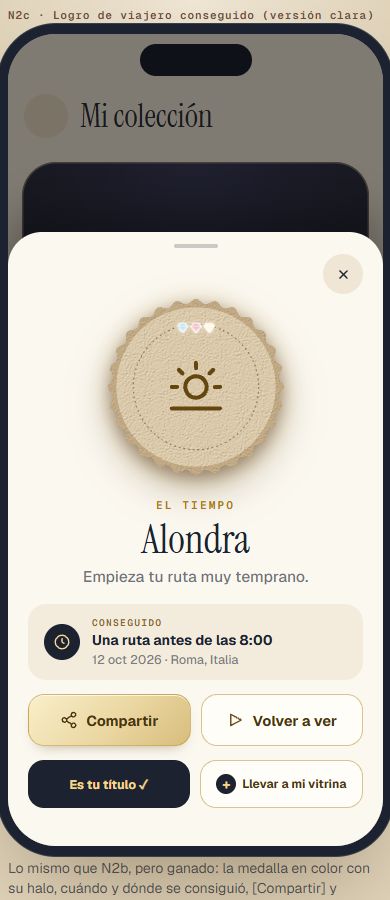 N2c · Logro de viajero conseguido (versión clara)
Mi colección
EL TIEMPO
Alondra
Empieza tu ruta muy temprano.
CONSEGUIDO
Una ruta antes de las 8:00
12 oct 2026 · Roma, Italia
Compartir
Volver a ver
Es tu título ✓
Llevar a mi vitrina
Lo mismo que N2b, pero ganado: la medalla en color con
su halo, cuándo y dónde se consiguió, [Compartir] y